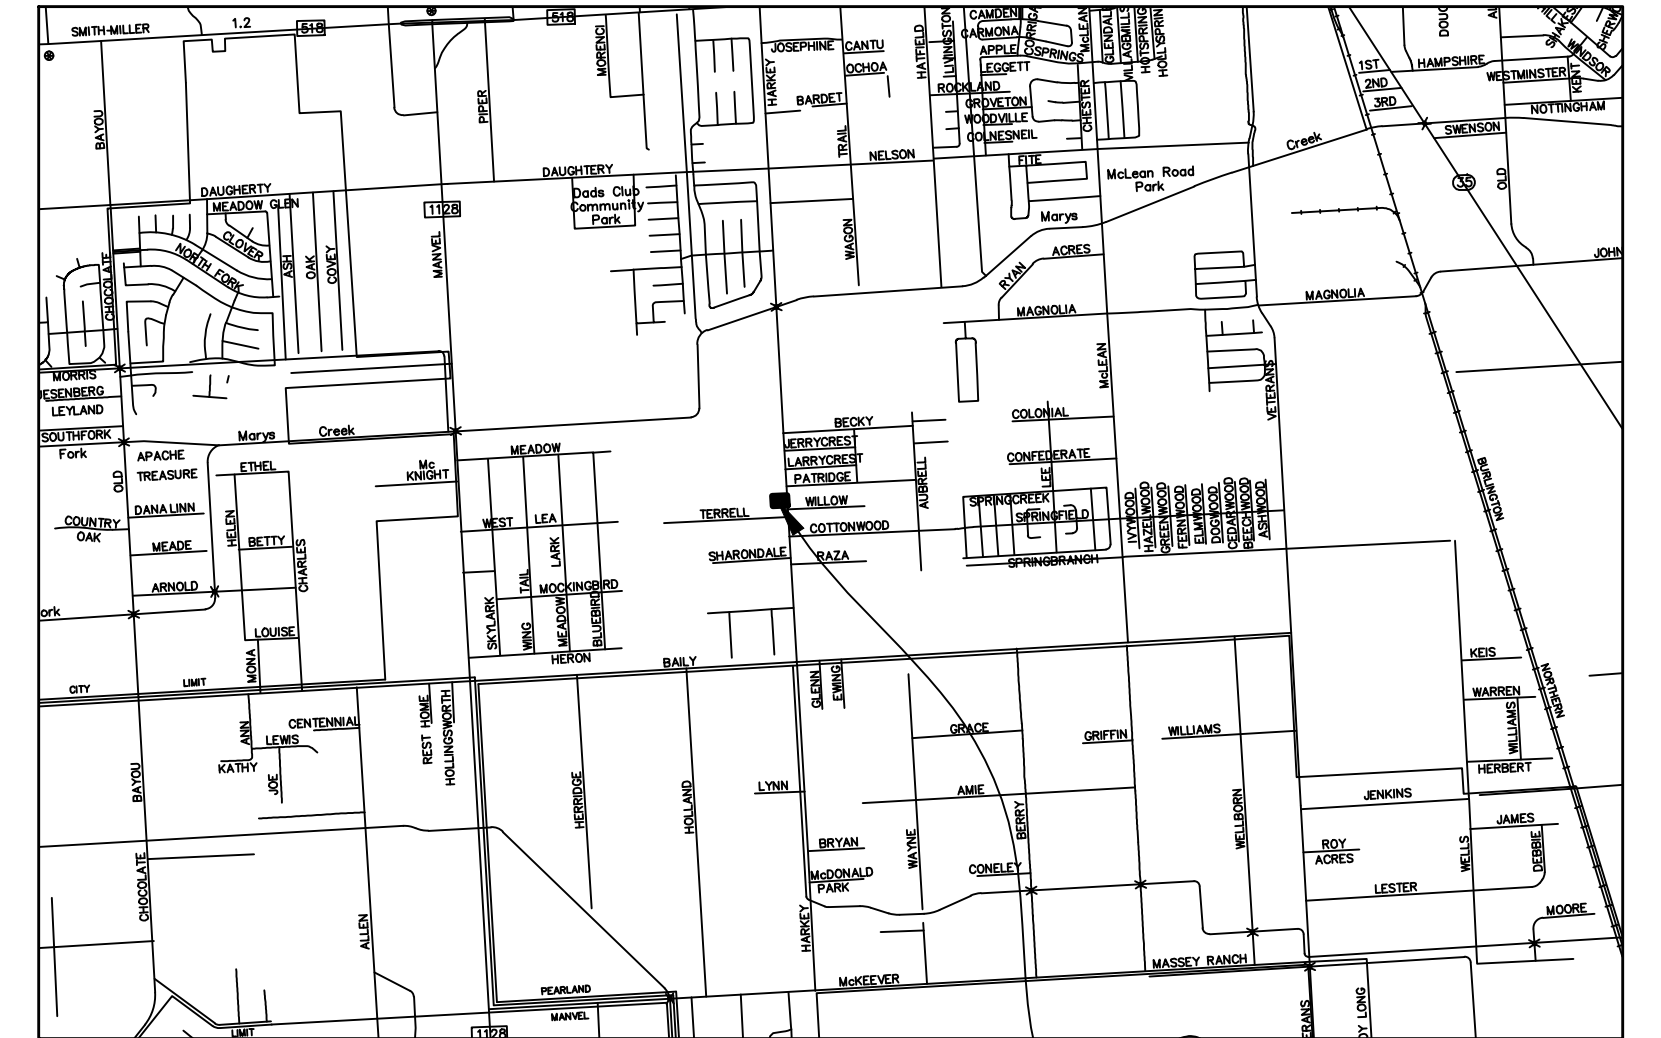 SMITH-MILLER
1.2
518
518
CAMDEN
CARMONA
APPLE
SPRINGS
LEGGETT
ROCKLAND
GROVETON
WOODVILLE
COLNESNEIL
LIVINGSTON
McLEAN
GLENDALE
VILLAGEMILLS
HATFIELD
CHESTER
MORENCI
HARKEY
JOSEPHINE
CANTU
OCHOA
BARDET
TRAIL
PIPER
BAYOU
1ST
2ND
3RD
HAMPSHIRE
WESTMINSTER
KENT
WINDSOR
NOTTINGHAM
SWENSON
OLD
35
Creek
NELSON
FITE
McLean Road
Park
DAUGHTERY
Dads Club
Community
Park
DAUGHERTY
MEADOW GLEN
CLOVER
NORTH FORK
ASH
OAK
COVEY
CHOCOLATE
1128
MANVEL
WAGON
Marys
RYAN
ACRES
MAGNOLIA
MAGNOLIA
JOHN
McLEAN
VETERANS
MORRIS
LEYLAND
SOUTHFORK
Fork
Marys
Creek
APACHE
TREASURE
ETHEL
Mc
KNIGHT
OLD
DANA LINN
COUNTRY
OAK
MEADE
ARNOLD
ork
HELEN
BETTY
CHARLES
LOUISE
MONA
MEADOW
WEST
LEA
LARK
TAIL
MOCKINGBIRD
SKYLARK
WING
MEADOW
BLUEBIRD
HERON
TERRELL
SHARONDALE
BECKY
JERRYCREST
LARRYCREST
PATRIDGE
WILLOW
COTTONWOOD
RAZA
AUBRELL
COLONIAL
CONFEDERATE
LEE
SPRINGCREEK
SPRINGFIELD
SPRINGBRANCH
IVYWOOD
HAZELWOOD
GREENWOOD
FERNWOOD
ELMWOOD
DOGWOOD
CEDARWOOD
BEECHWOOD
ASHWOOD
BURLINGTON
NORTHERN
BAILY
CITY
LIMIT
ANN
CENTENNIAL
LEWIS
KATHY
JOE
REST HOME
HOLLINGSWORTH
GLENN
EWING
GRACE
GRIFFIN
WILLIAMS
KEIS
WARREN
WILLIAMS
HERBERT
BAYOU
HERRIDGE
HOLLAND
LYNN
AMIE
BERRY
WELLBORN
JENKINS
JAMES
BRYAN
WAYNE
McDONALD
PARK
CONELEY
ROY
ACRES
WELLS
DEBBIE
LESTER
MOORE
CHOCOLATE
ALLEN
HARKEY
MASSEY RANCH
McKEEVER
PEARLAND
MANVEL
LIMIT
1128